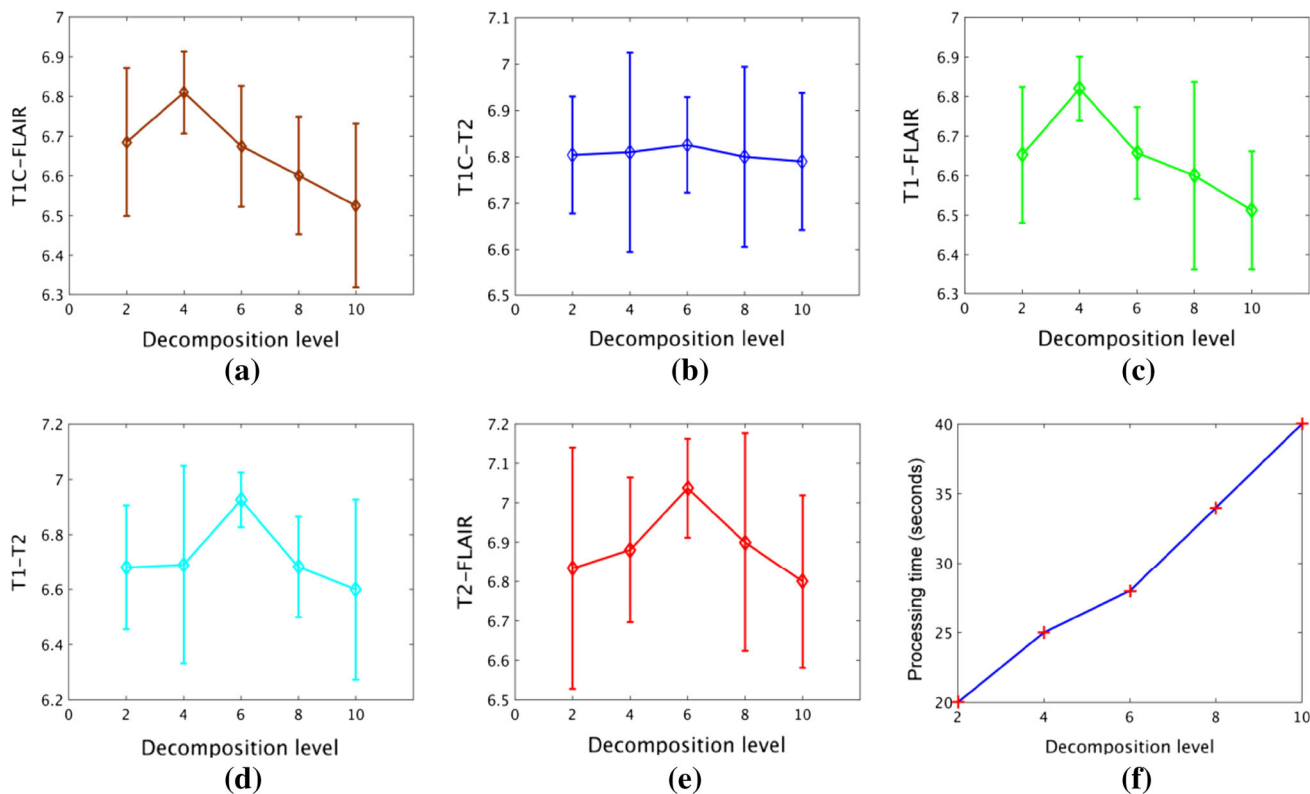 7
6.9
6.8
6.7
6.6
6.5
6.4
6.3
T1C–FLAIR
0 2 4 6 8 10
Decomposition level
(a)
7.1
7
6.9
6.8
6.7
6.6
6.5
T1C–T2
0 2 4 6 8 10
Decomposition level
(b)
7
6.9
6.8
6.7
6.6
6.5
6.4
6.3
T1–FLAIR
0 2 4 6 8 10
Decomposition level
(c)
7.2
7
6.8
6.6
6.4
6.2
T1–T2
0 2 4 6 8 10
Decomposition level
(d)
7.2
7.1
7
6.9
6.8
6.7
6.6
6.5
T2–FLAIR
0 2 4 6 8 10
Decomposition level
(e)
40
35
30
25
20
Processing time (seconds)
2 4 6 8 10
Decomposition level
(f)